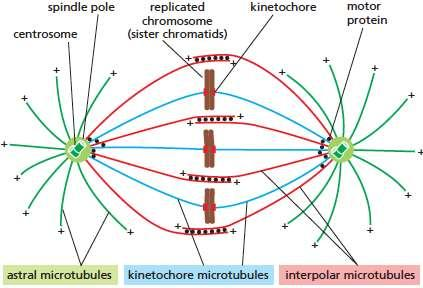 spindle pole
centrosome
replicated
chromosome
(sister chromatids)
kinetochore
motor
protein
+ +
+ +
+ +
+ +
+ +
+ +
+ +
+ +
+ +
+ +
+ +
astral microtubules
kinetochore microtubules
interpolar microtubules